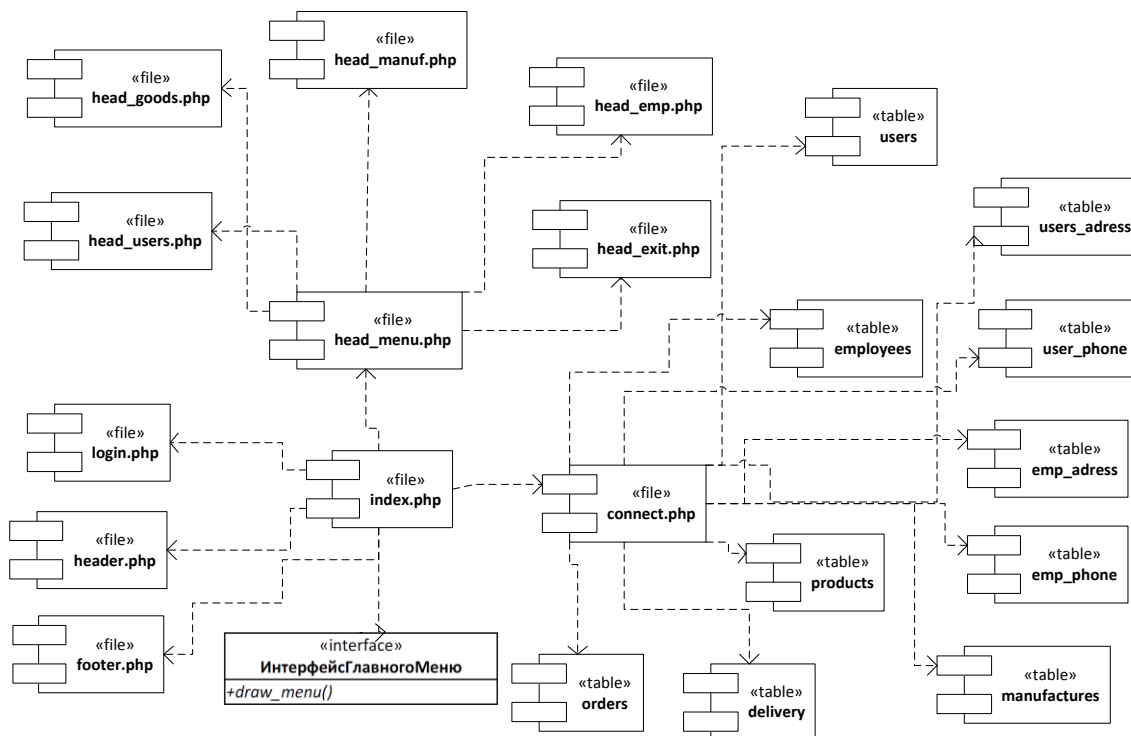 «file»
head_manuf.php
«file»
head_goods.php
«file»
head_emp.php
«table»
users
«table»
users_adress
«file»
head_users.php
«file»
head_exit.php
«file»
head_menu.php
«table»
employees
«table»
user_phone
«file»
login.php
«file»
index.php
«file»
connect.php
«table»
emp_adress
«file»
header.php
«table»
products
«table»
emp_phone
«file»
footer.php
«interface»
ИнтерфейсГлавногоМеню
+draw_menu()
«table»
orders
«table»
delivery
«table»
manufactures